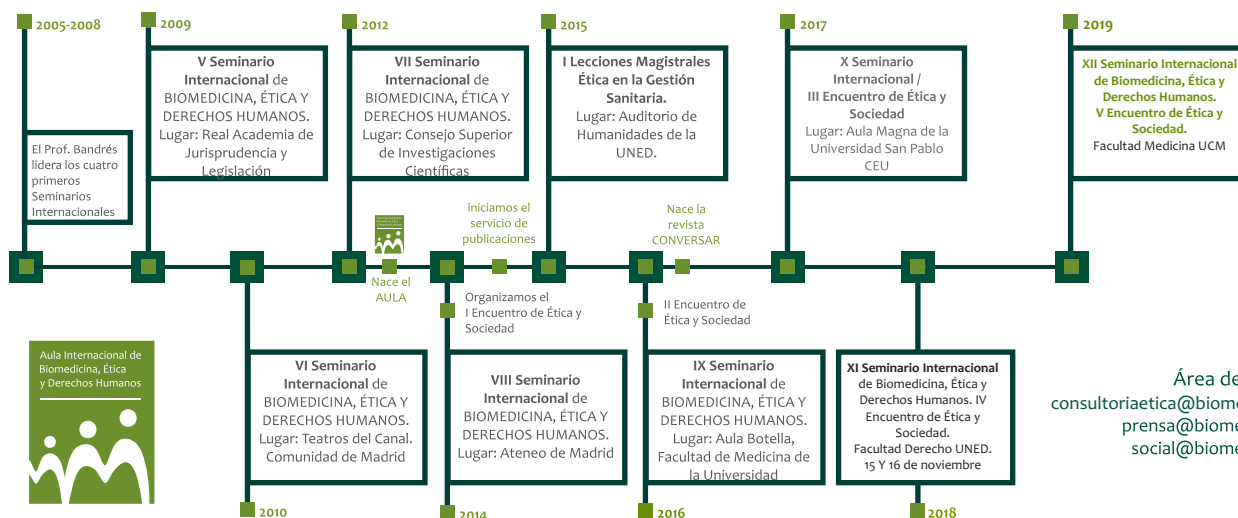 2005-2008
El Prof. Bandrés
lidera los cuatro
primeros
Seminarios
Internacionales
2009
V Seminario
Internacional de
BIOMEDICINA, ÉTICA Y
DERECHOS HUMANOS.
Lugar: Real Academia de
Jurisprudencia y
Legislación
2012
VII Seminario
Internacional de
BIOMEDICINA, ÉTICA Y
DERECHOS HUMANOS.
Lugar: Consejo Superior
de Investigaciones
Científicas
2015
I Lecciones Magistrales
Ética en la Gestión
Sanitaria.
Lugar: Auditorio de
Humanidades de la
UNED.
2017
X Seminario
Internacional /
III Encuentro de Ética y
Sociedad
Lugar: Aula Magna de la
Universidad San Pablo
CEU
2019
XII Seminario Internacional
de Biomedicina, Ética y
Derechos Humanos.
V Encuentro de Ética y
Sociedad.
Facultad Medicina UCM
Nace el
AULA
iniciamos el
servicio de
publicaciones
Nace la
revista
CONVERSAR
Organizamos el
I Encuentro de Ética y
Sociedad
II Encuentro de
Ética y Sociedad
Aula Internacional de
Biomedicina, Ética
y Derechos Humanos
VI Seminario
Internacional de
BIOMEDICINA, ÉTICA Y
DERECHOS HUMANOS.
Lugar: Teatros del Canal.
Comunidad de Madrid
2010
VIII Seminario
Internacional de
BIOMEDICINA, ÉTICA Y
DERECHOS HUMANOS.
Lugar: Ateneo de Madrid
2014
IX Seminario
Internacional de
BIOMEDICINA, ÉTICA Y
DERECHOS HUMANOS.
Lugar: Aula Botella,
Facultad de Medicina de
la Universidad
2016
XI Seminario Internacional
de Biomedicina, Ética y
Derechos Humanos. IV
Encuentro de Ética y
Sociedad.
Facultad Derecho UNED.
15 Y 16 de noviembre
2018
Área de
consultoriaetica@biome
prensa@biome
social@biome